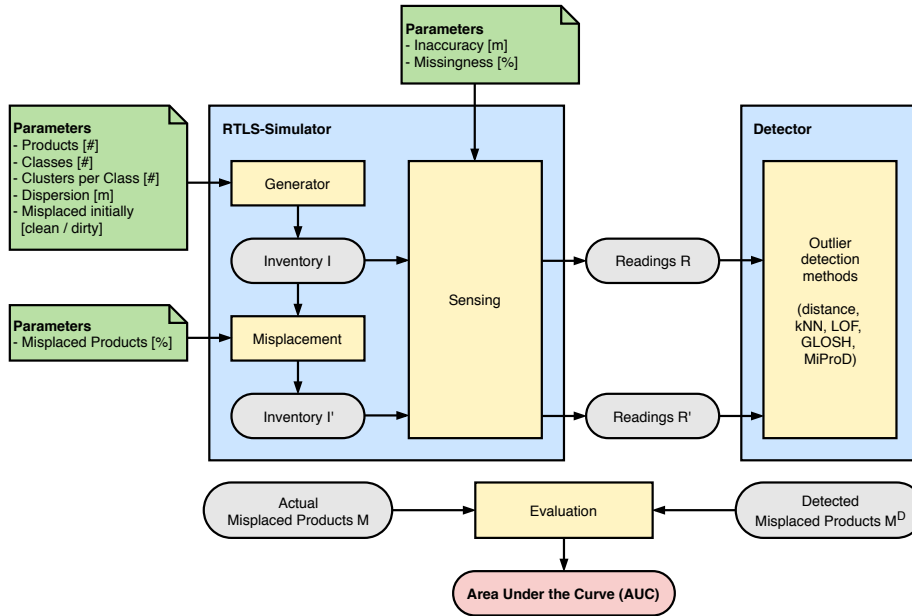 Parameters
- Inaccuracy [m]
- Missingness [%]
Parameters
- Products [#]
- Classes [#]
- Clusters per Class [#]
- Dispersion [m]
- Misplaced initially
[clean / dirty]
RTLS-Simulator
Detector
Generator
Inventory I
Sensing
Readings R
Outlier
detection
methods
(distance,
kNN, LOF,
GLOSH,
MiProD)
Parameters
- Misplaced Products [%]
Misplacement
Inventory I'
Readings R'
Actual
Misplaced Products M
Evaluation
Detected
Misplaced Products M^D
Area Under the Curve (AUC)